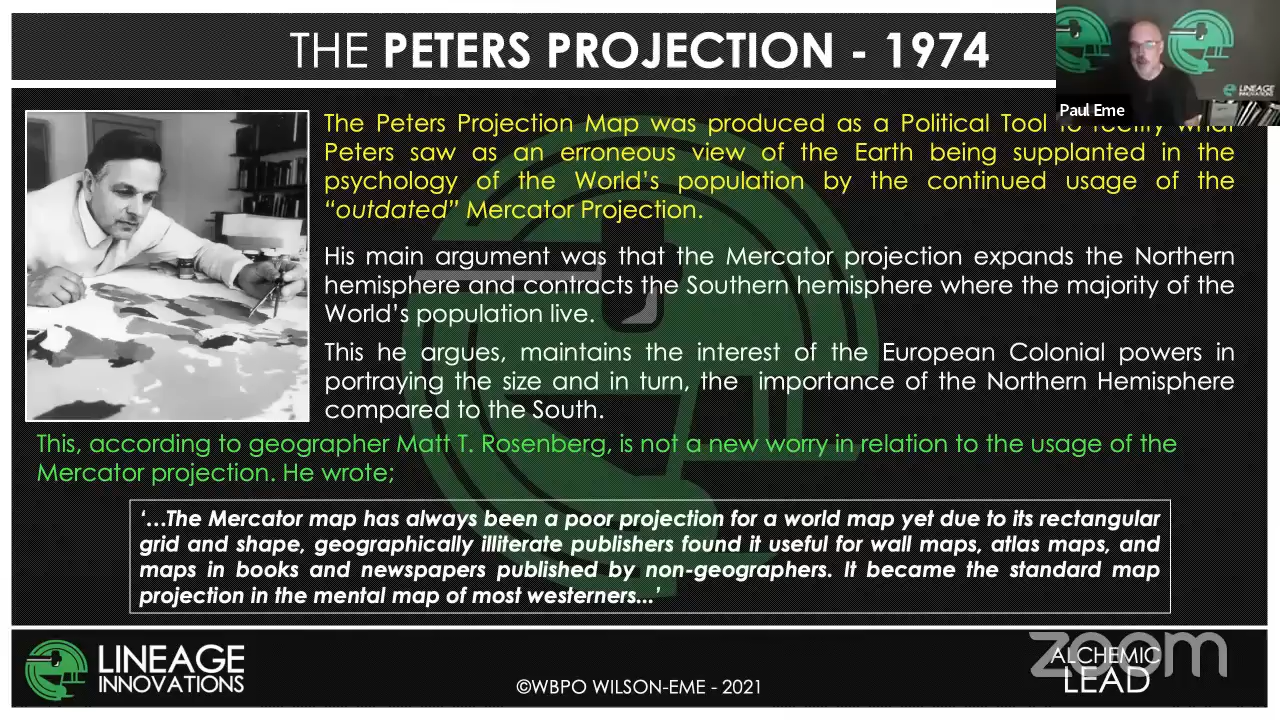 THE PETERS PROJECTION - 1974
LINEAGE
INNOVATIONS
Paul Eme
The Peters Projection Map was produced as a Political Tool to rectify what
Peters saw as an erroneous view of the Earth being supplanted in the
psychology of the World's population by the continued usage of the
“outdated” Mercator Projection.
His main argument was that the Mercator projection expands the Northern
hemisphere and contracts the Southern hemisphere where the majority of the
World's population live.
This he argues, maintains the interest of the European Colonial powers in
portraying the size and in turn, the importance of the Northern Hemisphere
compared to the South.
This, according to geographer Matt T. Rosenberg, is not a new worry in relation to the usage of the
Mercator projection. He wrote;
‘…The Mercator map has always been a poor projection for a world map yet due to its rectangular
grid and shape, geographically illiterate publishers found it useful for wall maps, atlas maps, and
maps in books and newspapers published by non-geographers. It became the standard map
projection in the mental map of most westerners...’
LINEAGE
INNOVATIONS
©WBPO WILSON-EME - 2021
zoom
ALCHEMIC
LEAD